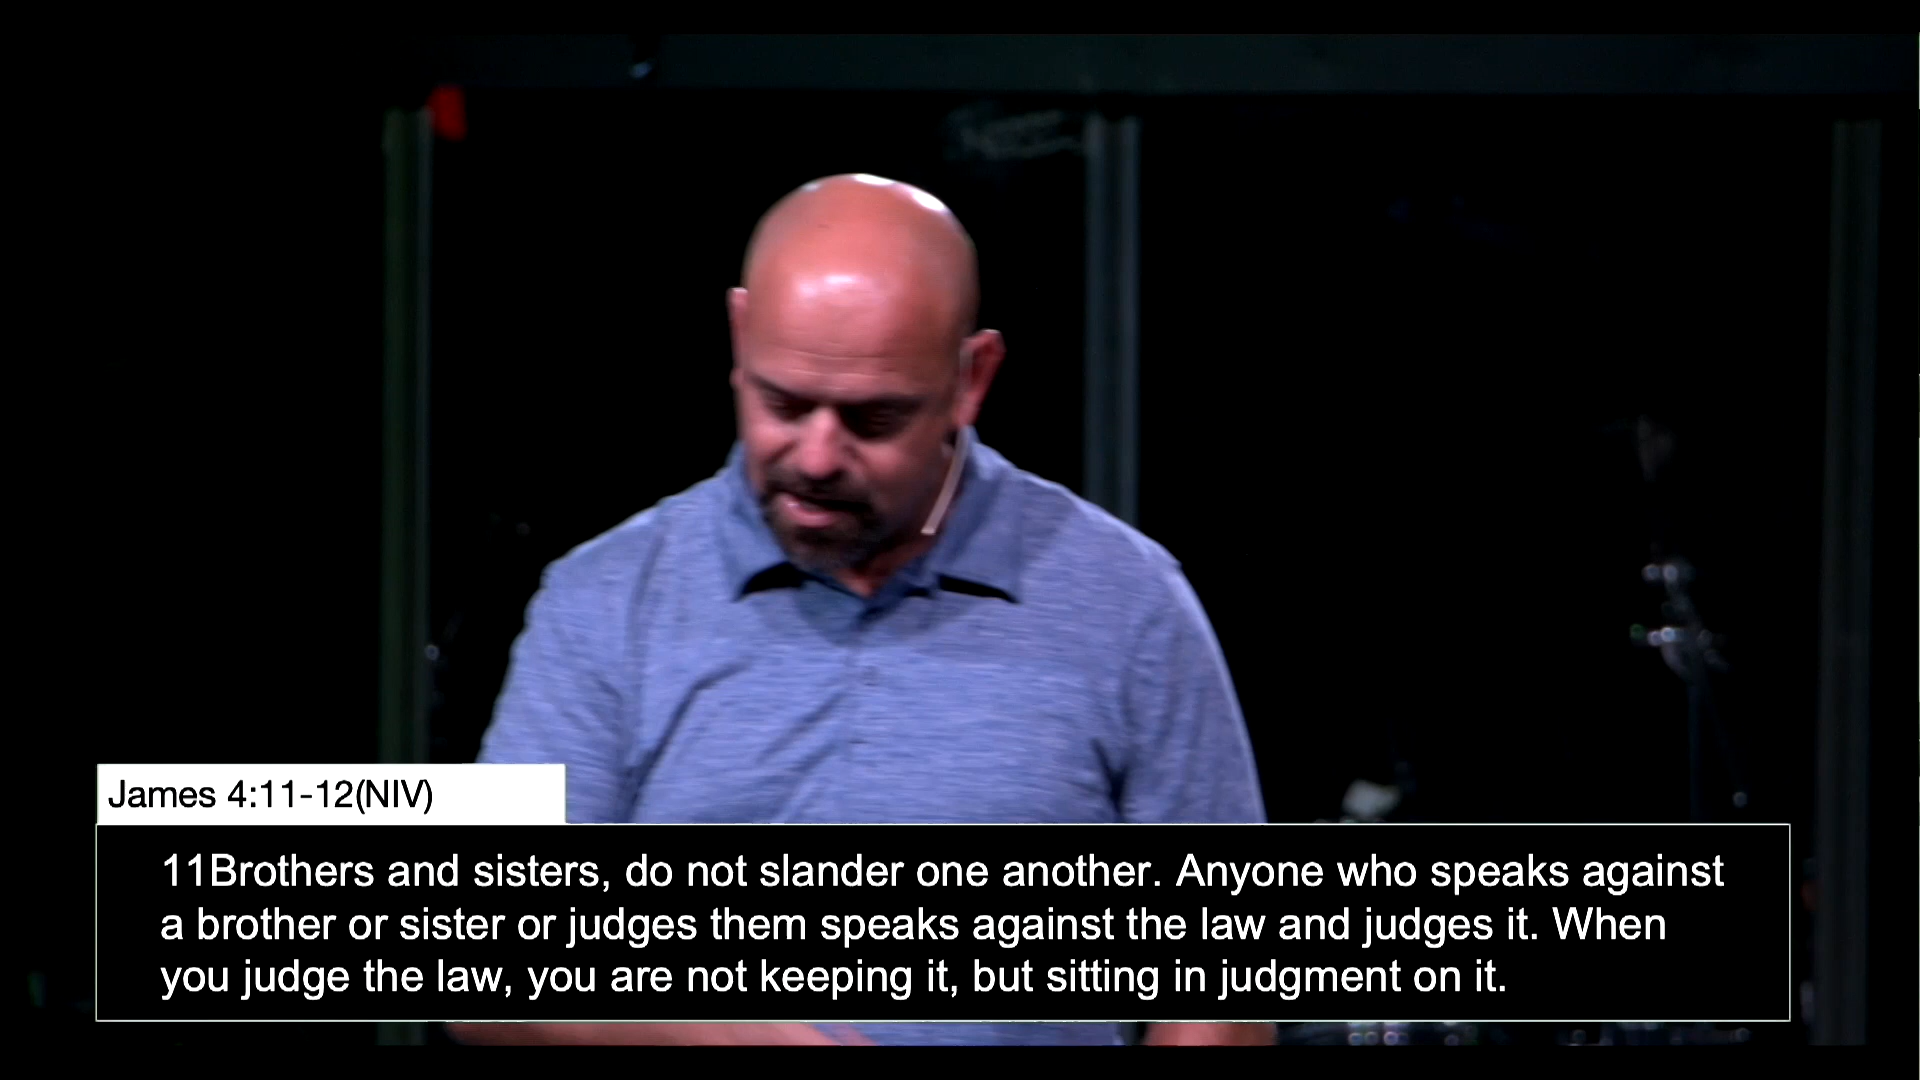 James 4:11-12(NIV)
11Brothers and sisters, do not slander one another. Anyone who speaks against
a brother or sister or judges them speaks against the law and judges it. When
you judge the law, you are not keeping it, but sitting in judgment on it.